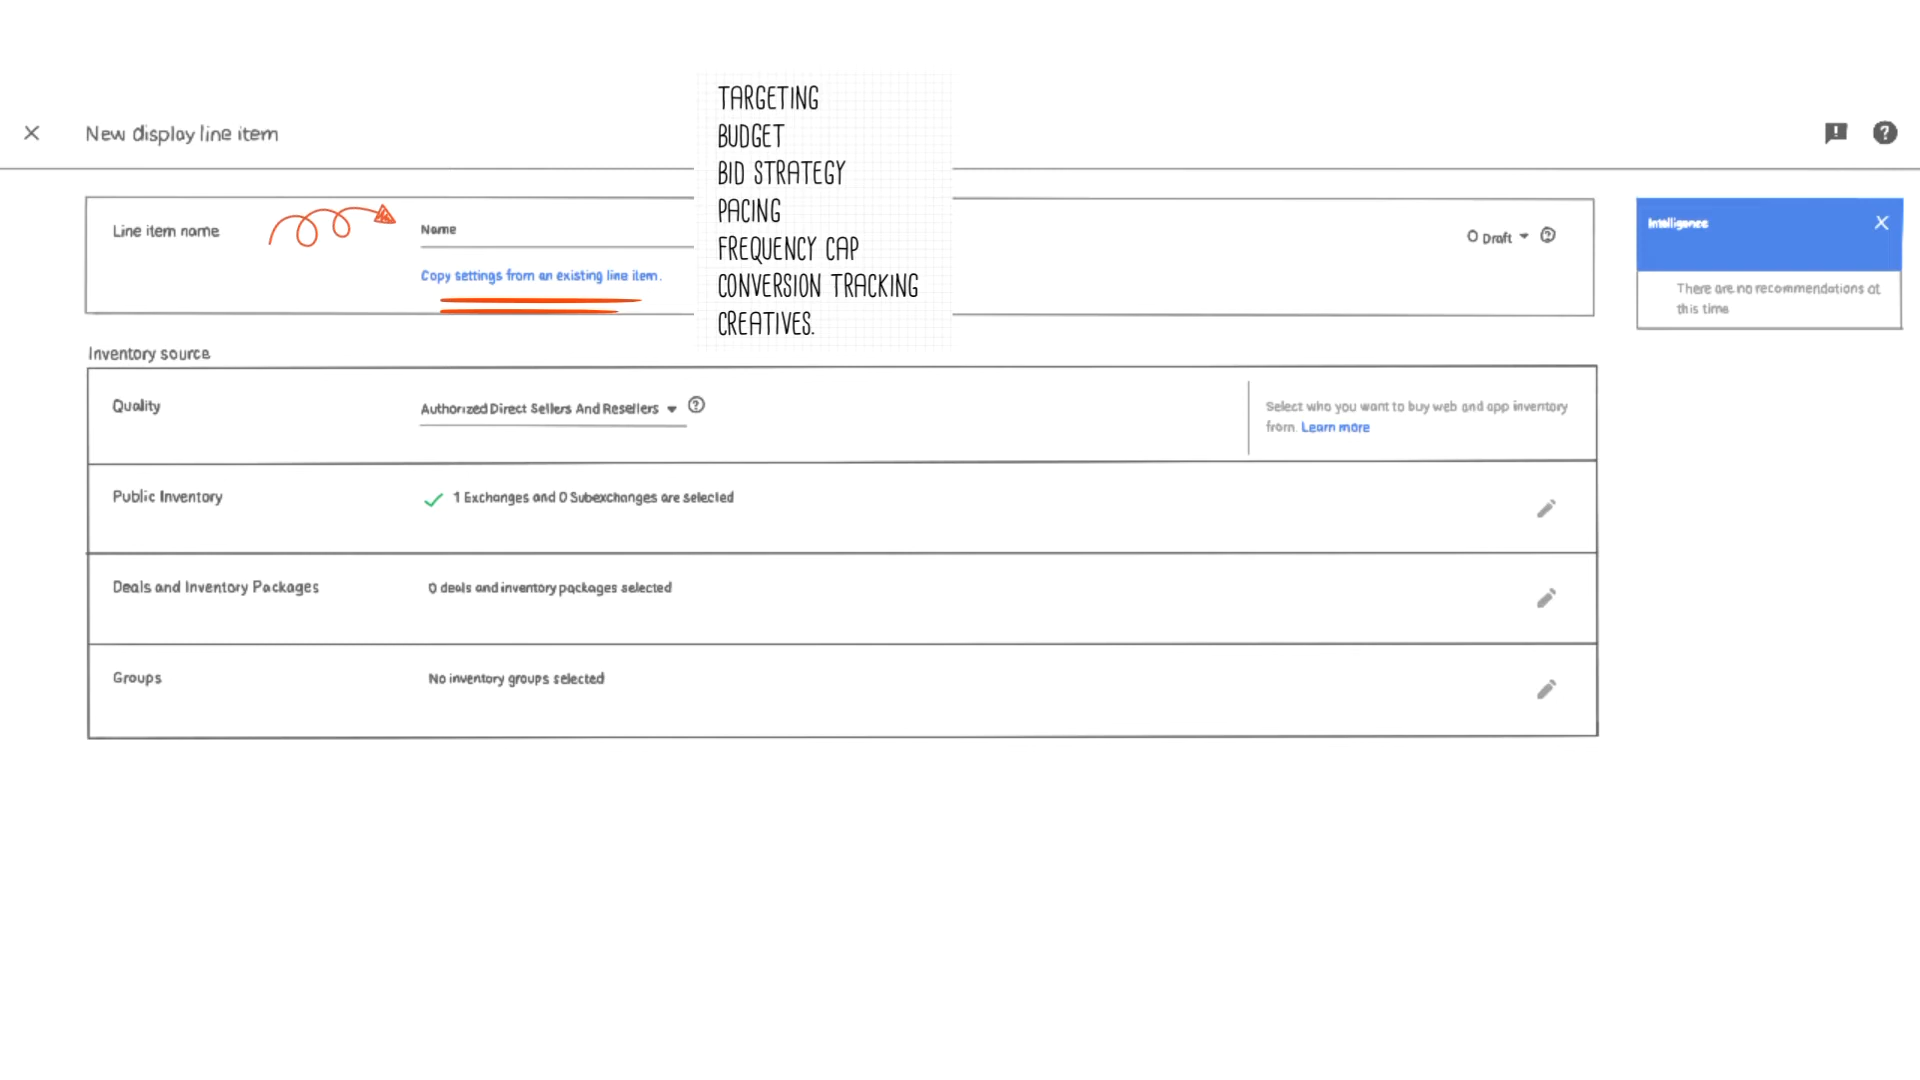 TARGETING
BUDGET
BID STRATEGY
PACING
FREQUENCY CAP
CONVERSION TRACKING
CREATIVES.
New display line item
Line item name
Name
Copy settings from an existing line item.
Draft
Intelligence
There are no recommendations at
this time
Inventory source
Quality
Authorized Direct Sellers And Resellers
Select who you want to buy web and app inventory
from. Learn more
Public Inventory
1 Exchanges and 0 Subexchanges are selected
Deals and Inventory Packages
0 deals and inventory packages selected
Groups
No inventory groups selected